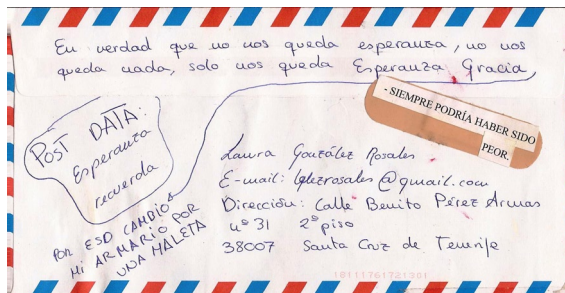 En verdad que no nos queda esperanza, no nos
queda nada, solo nos queda Esperanza Gracia,
POST DATA:
Esperanza
recuerda
- SIEMPRE PODRÍA HABER SIDO
PEOR.
Laura González Rosales
E-mail: lglezrosales@gmail.com
Dirección: Calle Benito Pérez Armas
nº 31 2º piso
38007 Santa Cruz de Tenerife
POR ESO CAMBIO
MI ARMARIO POR
UNA MALETA